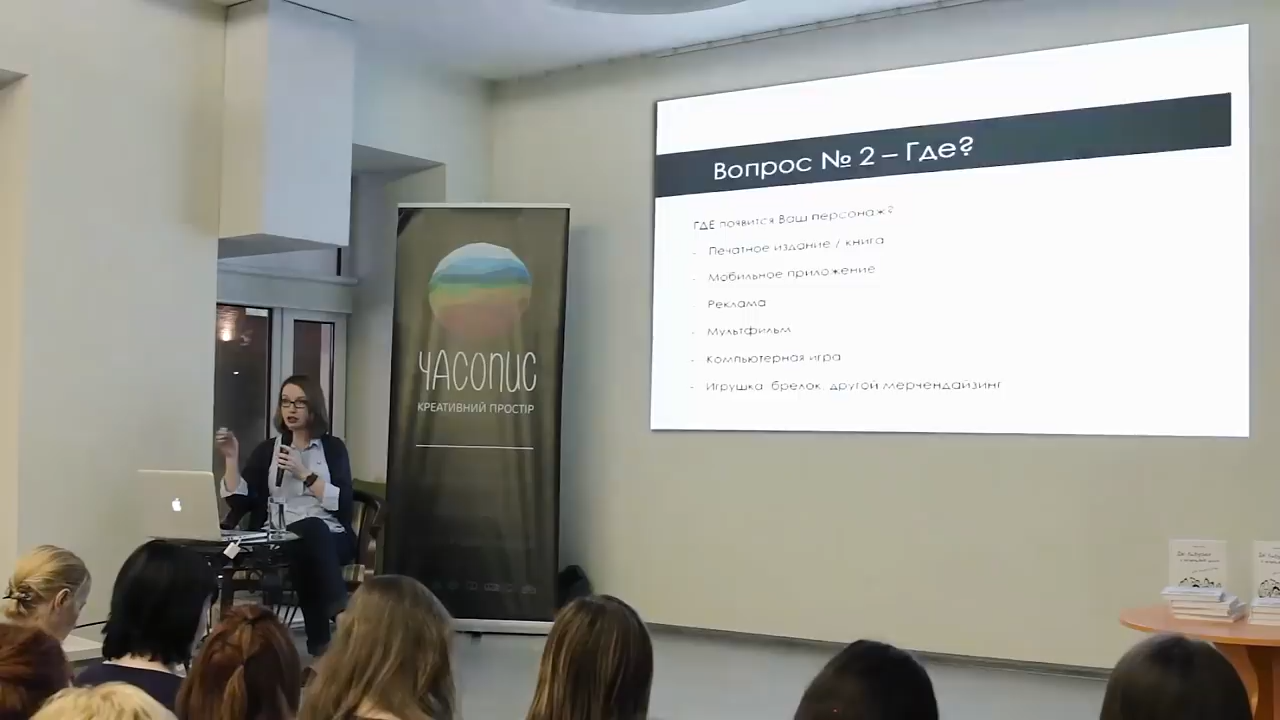 Вопрос № 2 – Где?
ГДЕ появится Ваш персонаж?
- Печатное издание / книга
- Мобильное приложение
Реклама
- Мультфильм
- Компьютерная игра
- Игрушка брелок другой мерчендайзинг
ЧАСОПИС
КРЕАТИВНИЙ ПРОСТІР